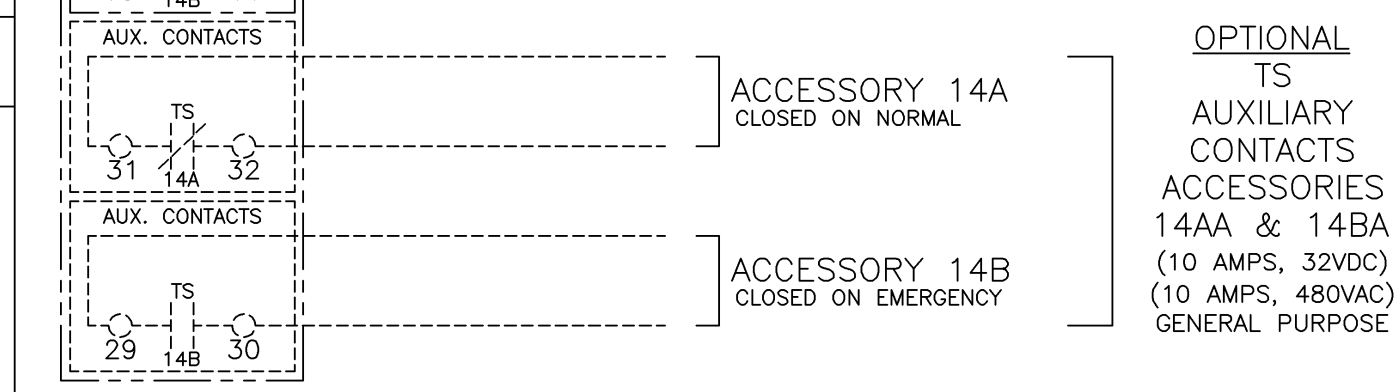 14B
AUX. CONTACTS
TS
31
32
14A
ACCESSORY 14A
CLOSED ON NORMAL
AUX. CONTACTS
TS
29
30
14B
ACCESSORY 14B
CLOSED ON EMERGENCY
OPTIONAL
TS
AUXILIARY
CONTACTS
ACCESSORIES
14AA & 14BA
(10 AMPS, 32VDC)
(10 AMPS, 480VAC)
GENERAL PURPOSE